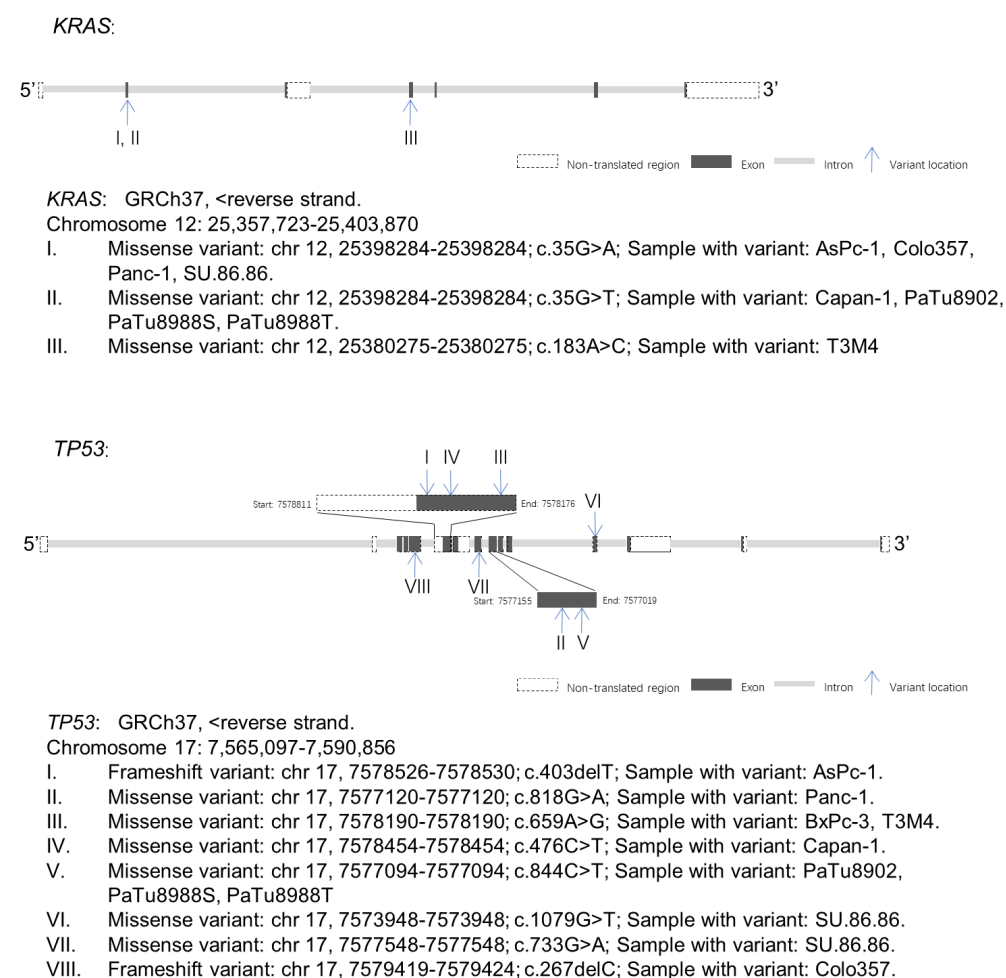 KRAS:
5' 3'
I, II III
Non-translated region Exon Intron Variant location
KRAS: GRCh37, <reverse strand.
Chromosome 12: 25,357,723-25,403,870
I. Missense variant: chr 12, 25398284-25398284; c.35G>A; Sample with variant: AsPc-1, Colo357,
Panc-1, SU.86.86.
II. Missense variant: chr 12, 25398284-25398284; c.35G>T; Sample with variant: Capan-1, PaTu8902,
PaTu8988S, PaTu8988T.
III. Missense variant: chr 12, 25380275-25380275; c.183A>C; Sample with variant: T3M4
TP53:
I IV III
Start: 7578811 End: 7578176 VI
5' 3'
VIII VII
Start: 7577155 End: 7577019
II V
Non-translated region Exon Intron Variant location
TP53: GRCh37, <reverse strand.
Chromosome 17: 7,565,097-7,590,856
I. Frameshift variant: chr 17, 7578526-7578530; c.403delT; Sample with variant: AsPc-1.
II. Missense variant: chr 17, 7577120-7577120; c.818G>A; Sample with variant: Panc-1.
III. Missense variant: chr 17, 7578190-7578190; c.659A>G; Sample with variant: BxPc-3, T3M4.
IV. Missense variant: chr 17, 7578454-7578454; c.476C>T; Sample with variant: Capan-1.
V. Missense variant: chr 17, 7577094-7577094; c.844C>T; Sample with variant: PaTu8902,
PaTu8988S, PaTu8988T
VI. Missense variant: chr 17, 7573948-7573948; c.1079G>T; Sample with variant: SU.86.86.
VII. Missense variant: chr 17, 7577548-7577548; c.733G>A; Sample with variant: SU.86.86.
VIII. Frameshift variant: chr 17, 7579419-7579424; c.267delC; Sample with variant: Colo357.